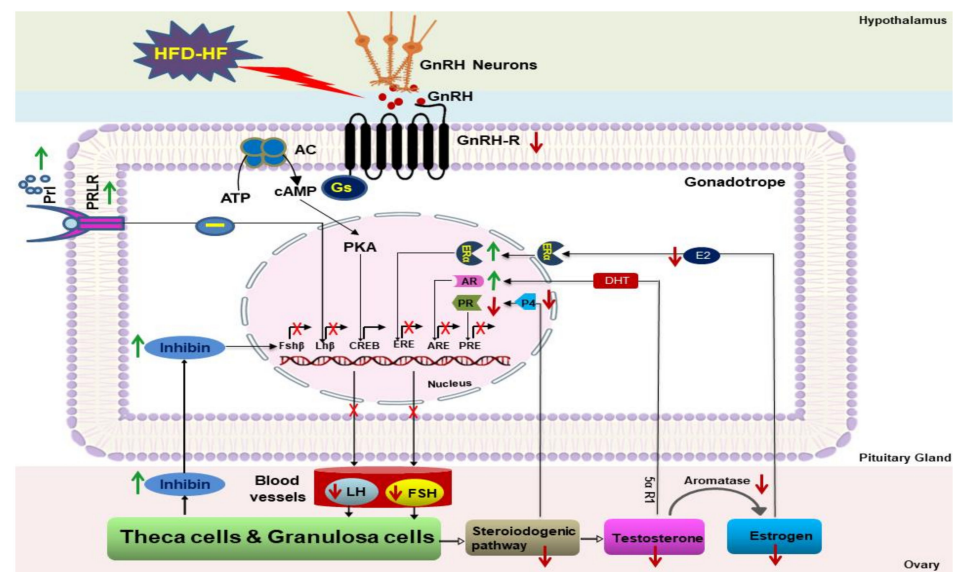 Hypothalamus
HFD-HF
GnRH Neurons
GnRH
GnRH-R
AC
Gs
ATP
cAMP
Gonadotrope
Prl
PRLR
PKA
ERα
ERα
E2
AR
DHT
PR
P4
Inhibin
Fshβ
Lhβ
CREB
ERE
ARE
PRE
Nucleus
Pituitary Gland
Inhibin
Blood
vessels
LH
FSH
5α R1
Aromatase
Theca cells & Granulosa cells
Steroiodogenic
pathway
Testosterone
Estrogen
Ovary